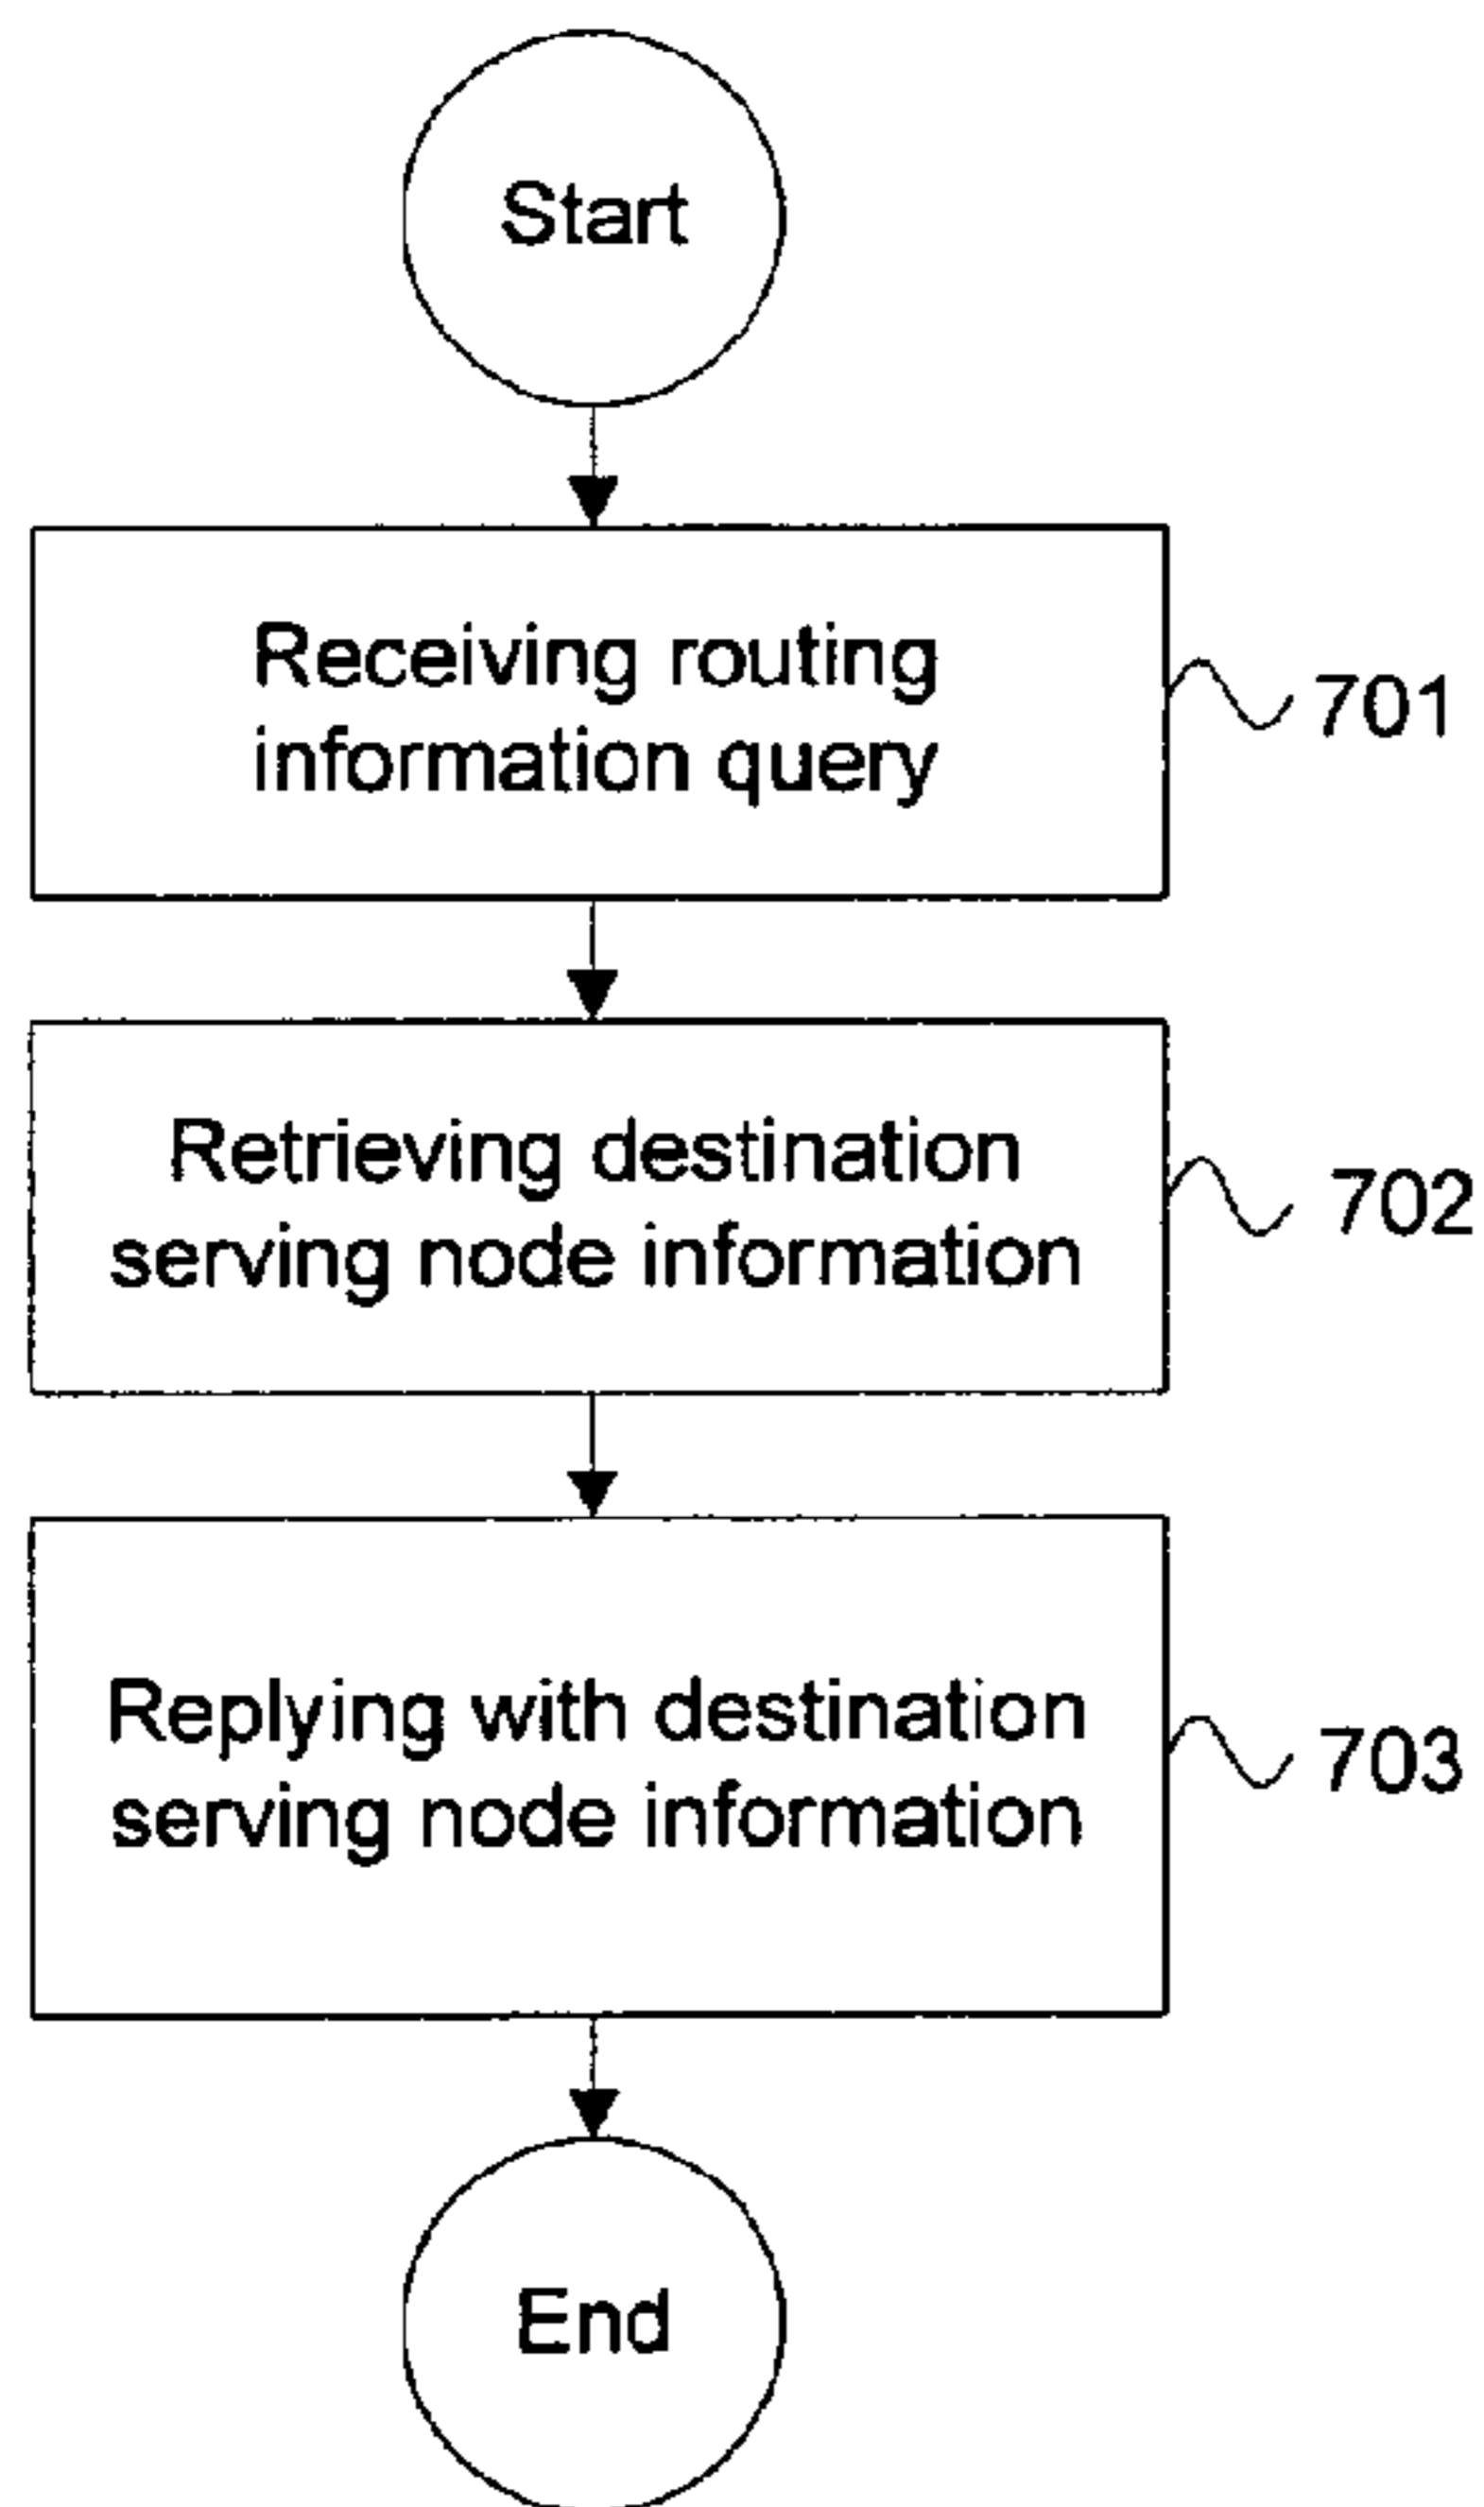 Start
Receiving routing
information query
701
Retrieving destination
serving node information
702
Replying with destination
serving node information
703
End